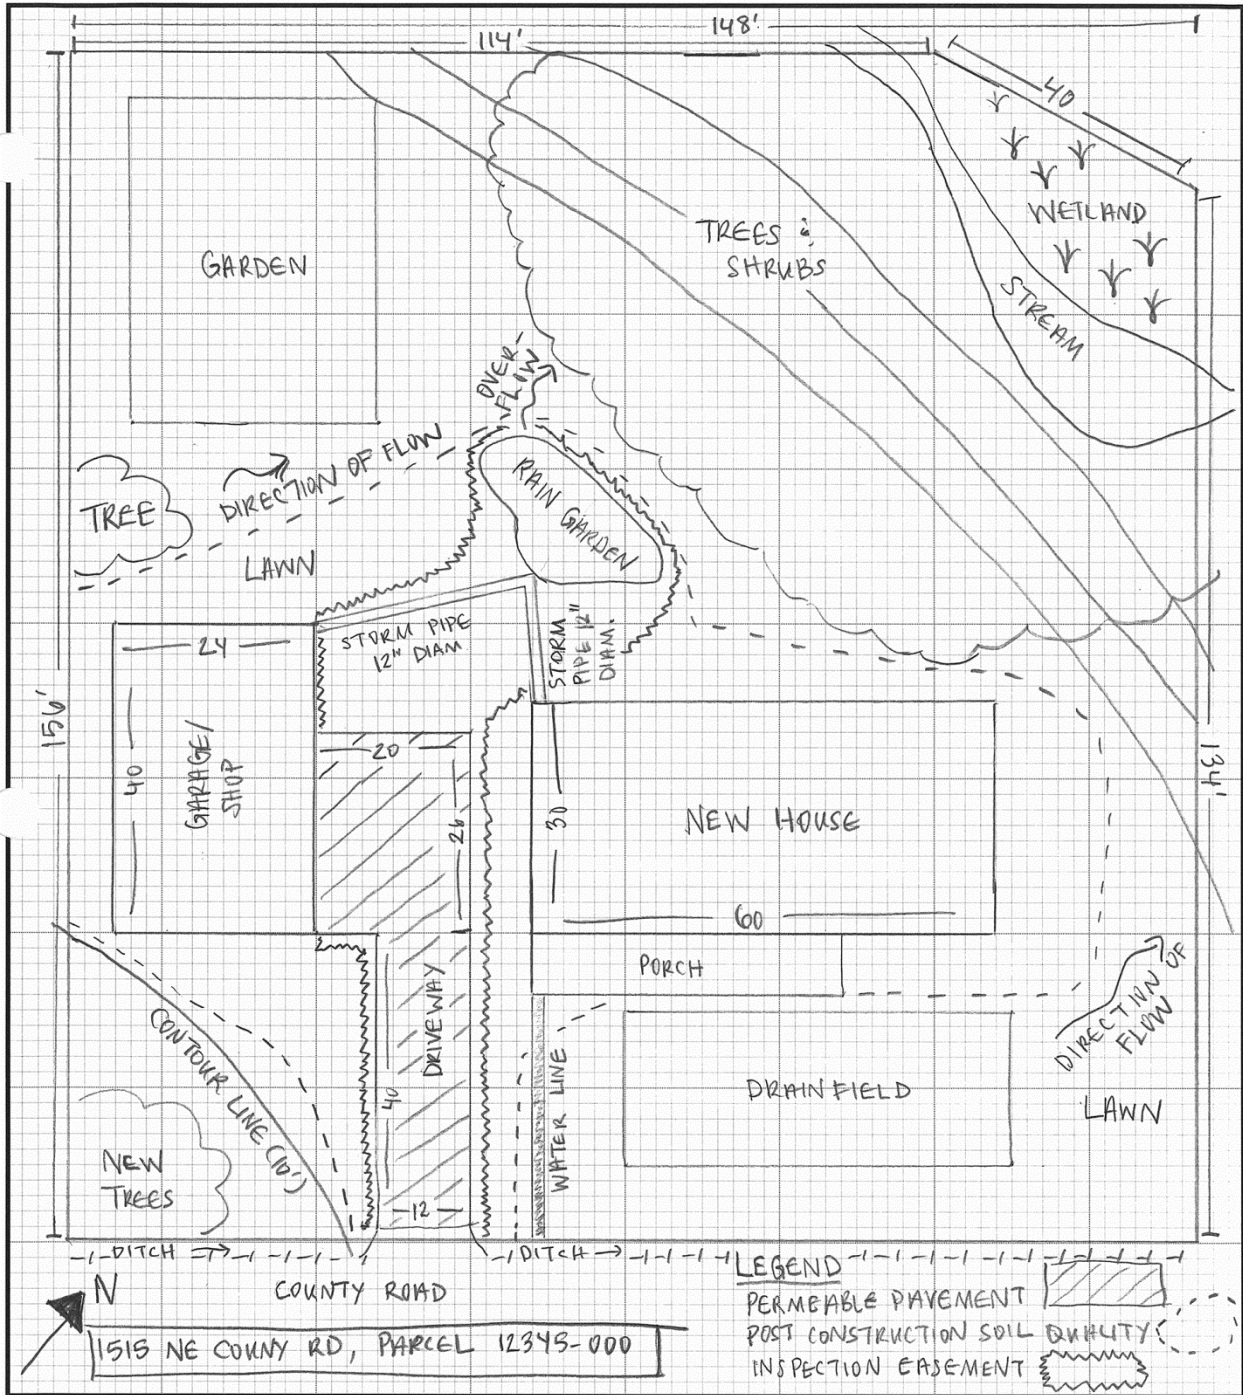 148'
114'
40
WETLAND
TREES &
SHRUBS
GARDEN
STREAM
OVER-
FLOW
DIRECTION OF FLOW
TREE
RAIN GARDEN
LAWN
STORM PIPE
12" DIAM
STORM
PIPE 12"
DIAM.
24
156'
40
GARAGE/
SHOP
20
26
30
NEW HOUSE
134'
60
PORCH
DRIVEWAY
DIRECTION OF
FLOW
CONTOUR LINE (10')
40
WATER LINE
DRAINFIELD
LAWN
NEW
TREES
12
DITCH
DITCH
LEGEND
N
COUNTY ROAD
PERMEABLE PAVEMENT
1515 NE COUNY RD, PARCEL 12345-000
POST CONSTRUCTION SOIL QUALITY
INSPECTION EASEMENT